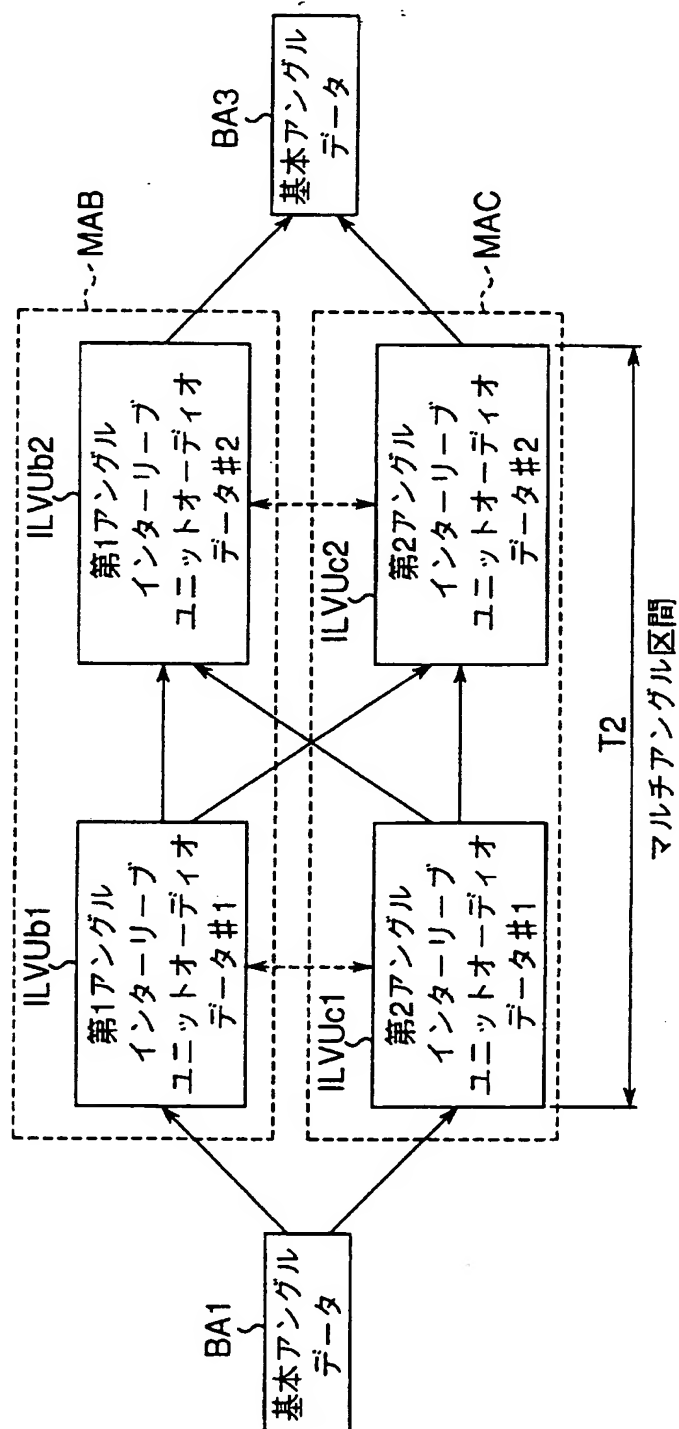 BA1
基本アングル
データ
MAB
ILVUb1
第1アングル
インターリーブ
ユニットオーディオ
データ#1
ILVUb2
第1アングル
インターリーブ
ユニットオーディオ
データ#2
MAC
ILVUc1
第2アングル
インターリーブ
ユニットオーディオ
データ#1
ILVUc2
第2アングル
インターリーブ
ユニットオーディオ
データ#2
BA3
基本アングル
データ
T2
マルチアングル区間